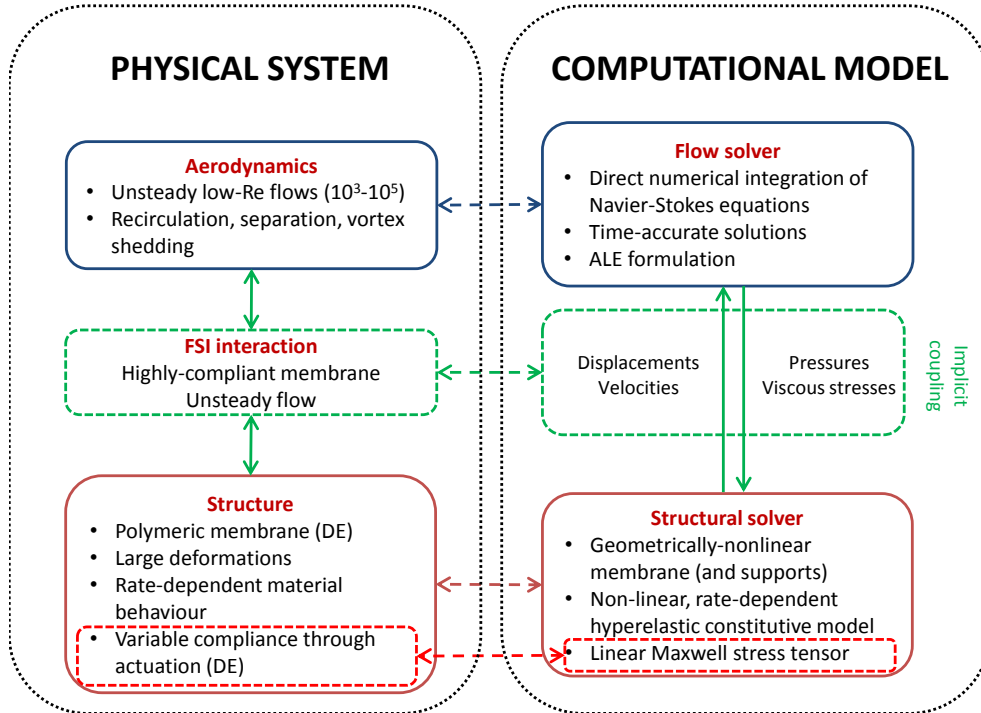 PHYSICAL SYSTEM
Aerodynamics
• Unsteady low-Re flows (10³-10⁵)
• Recirculation, separation, vortex
shedding
FSI interaction
Highly-compliant membrane
Unsteady flow
Structure
• Polymeric membrane (DE)
• Large deformations
• Rate-dependent material
behaviour
• Variable compliance through
actuation (DE)
COMPUTATIONAL MODEL
Flow solver
• Direct numerical integration of
Navier-Stokes equations
• Time-accurate solutions
• ALE formulation
Displacements
Velocities
Pressures
Viscous stresses
Implicit
coupling
Structural solver
• Geometrically-nonlinear
membrane (and supports)
• Non-linear, rate-dependent
hyperelastic constitutive model
• Linear Maxwell stress tensor